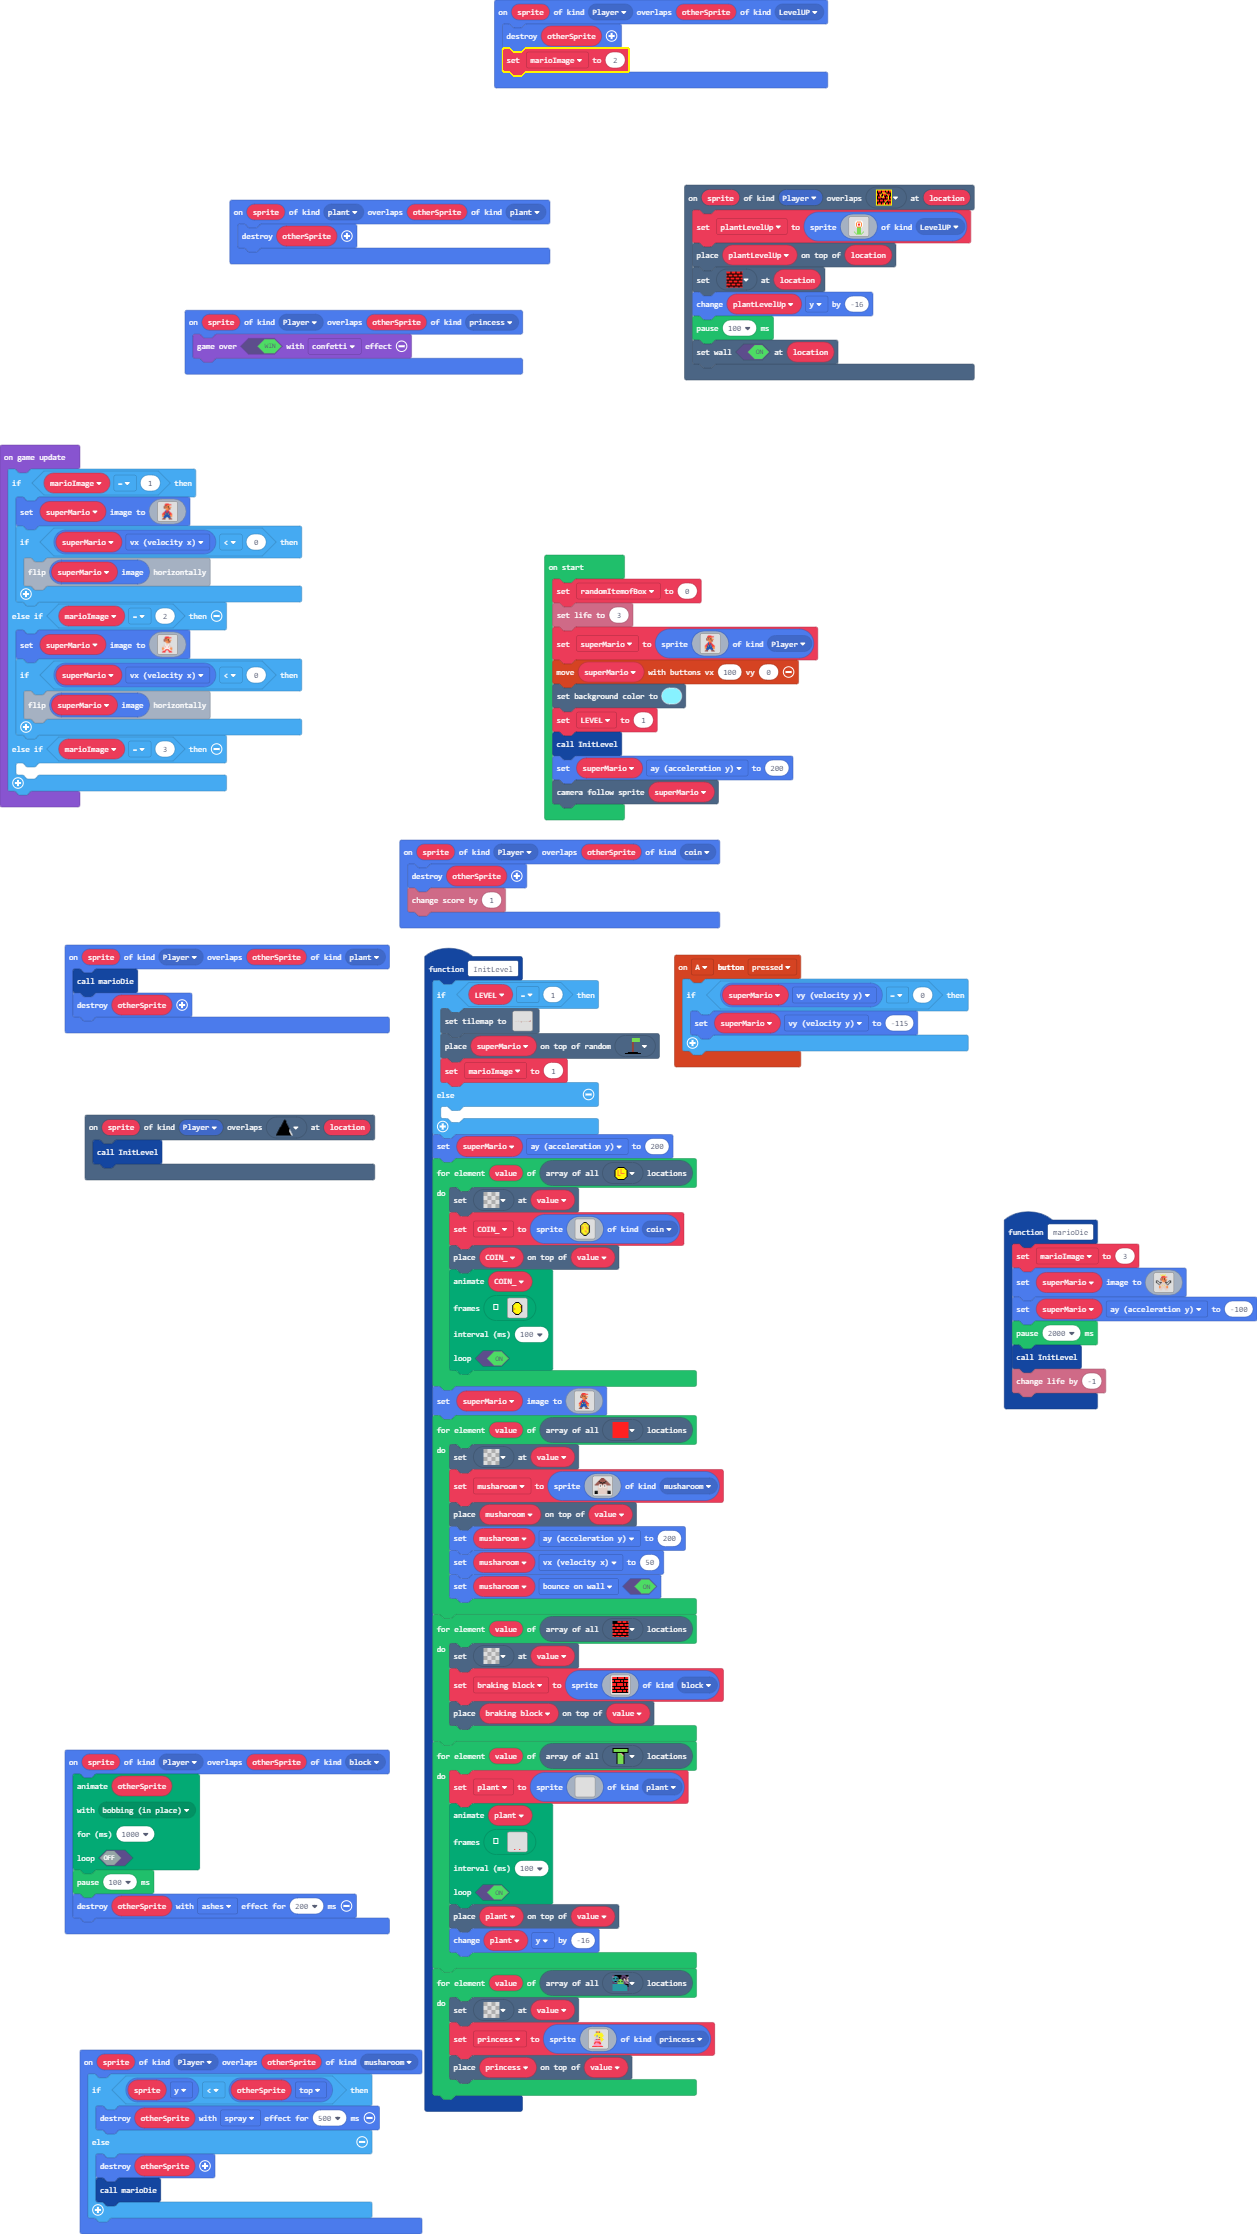 on sprite of kind Player overlaps otherSprite of kind LevelUP
destroy otherSprite
set marioImage to 2
on sprite of kind plant overlaps otherSprite of kind plant
destroy otherSprite
on sprite of kind Player overlaps at location
set plantLevelUp to sprite of kind LevelUP
place plantLevelUp on top of location
set at location
change plantLevelUp y by -16
pause 100 ms
set wall ON at location
on sprite of kind Player overlaps otherSprite of kind princess
game over WIN with confetti effect
on game update
if marioImage = 1 then
set superMario image to
if superMario vx (velocity x) < 0 then
flip superMario image horizontally
else if marioImage = 2 then
set superMario image to
if superMario vx (velocity x) < 0 then
flip superMario image horizontally
else if marioImage = 3 then
on start
set randomItemofBox to 0
set life to 3
set superMario to sprite of kind Player
move superMario with buttons vx 100 vy 0
set background color to
set LEVEL to 1
call InitLevel
set superMario ay (acceleration y) to 200
camera follow sprite superMario
on sprite of kind Player overlaps otherSprite of kind coin
destroy otherSprite
change score by 1
on sprite of kind Player overlaps otherSprite of kind plant
call marioDie
destroy otherSprite
on sprite of kind Player overlaps at location
call InitLevel
function InitLevel
if LEVEL = 1 then
set tilemap to
place superMario on top of random
set marioImage to 1
else
set superMario ay (acceleration y) to 200
for element value of array of all locations
do
set at value
set COIN_ to sprite of kind coin
place COIN_ on top of value
animate COIN_
frames
interval (ms) 100
loop ON
set superMario image to
for element value of array of all locations
do
set at value
set musharoom to sprite of kind musharoom
place musharoom on top of value
set musharoom ay (acceleration y) to 200
set musharoom vx (velocity x) to 50
set musharoom bounce on wall ON
for element value of array of all locations
do
set at value
set braking block to sprite of kind block
place braking block on top of value
for element value of array of all locations
do
set plant to sprite of kind plant
animate plant
frames
interval (ms) 100
loop ON
place plant on top of value
change plant y by -16
for element value of array of all locations
do
set at value
set princess to sprite of kind princess
place princess on top of value
on A button pressed
if superMario vy (velocity y) = 0 then
set superMario vy (velocity y) to -115
function marioDie
set marioImage to 3
set superMario image to
set superMario ay (acceleration y) to -100
pause 2000 ms
call InitLevel
change life by -1
on sprite of kind Player overlaps otherSprite of kind block
animate otherSprite
with bobbing (in place)
for (ms) 1000
loop OFF
pause 100 ms
destroy otherSprite with ashes effect for 200 ms
on sprite of kind Player overlaps otherSprite of kind musharoom
if sprite y < otherSprite top then
destroy otherSprite with spray effect for 500 ms
else
destroy otherSprite
call marioDie